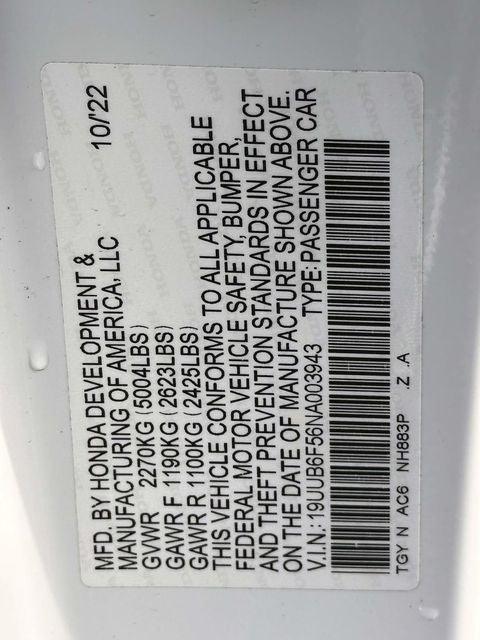 MFD. BY HONDA DEVELOPMENT & 10/'22
MANUFACTURING OF AMERICA, LLC
GVWR 2270KG (5004LBS)
GAWR F 1190KG (2623LBS)
GAWR R 1100KG (2425LBS)
THIS VEHICLE CONFORMS TO ALL APPLICABLE
FEDERAL MOTOR VEHICLE SAFETY, BUMPER,
AND THEFT PREVENTION STANDARDS IN EFFECT
ON THE DATE OF MANUFACTURE SHOWN ABOVE.
V.I.N.: 19UUB6F56NA003943 TYPE: PASSENGER CAR
TGY N AC6 NH883P .Z .A